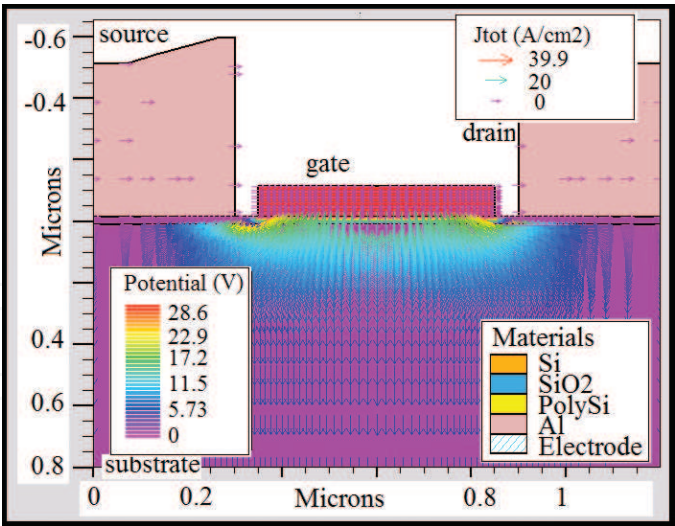 source
Jtot (A/cm2)
39.9
20
0
-0.6
-0.4
drain
gate
Microns
Potential (V)
28.6
22.9
17.2
11.5
5.73
0
Materials
Si
SiO2
PolySi
Al
Electrode
0.4
0.6
0.8
substrate
0
0.2
Microns
0.8
1